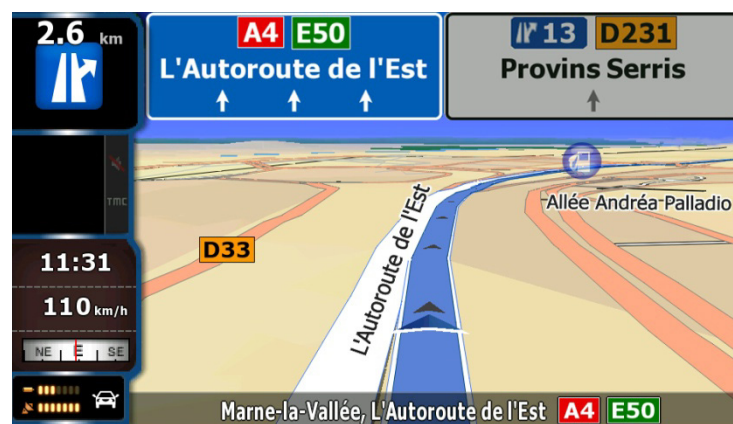 2.6 km
A4 E50
L'Autoroute de l'Est
13 D231
Provins Serris
TMC
Allée Andréa Palladio
L'Autoroute de l'Est
D33
11:31
110 km/h
NE E SE
Marne-la-Vallée, L'Autoroute de l'Est A4 E50